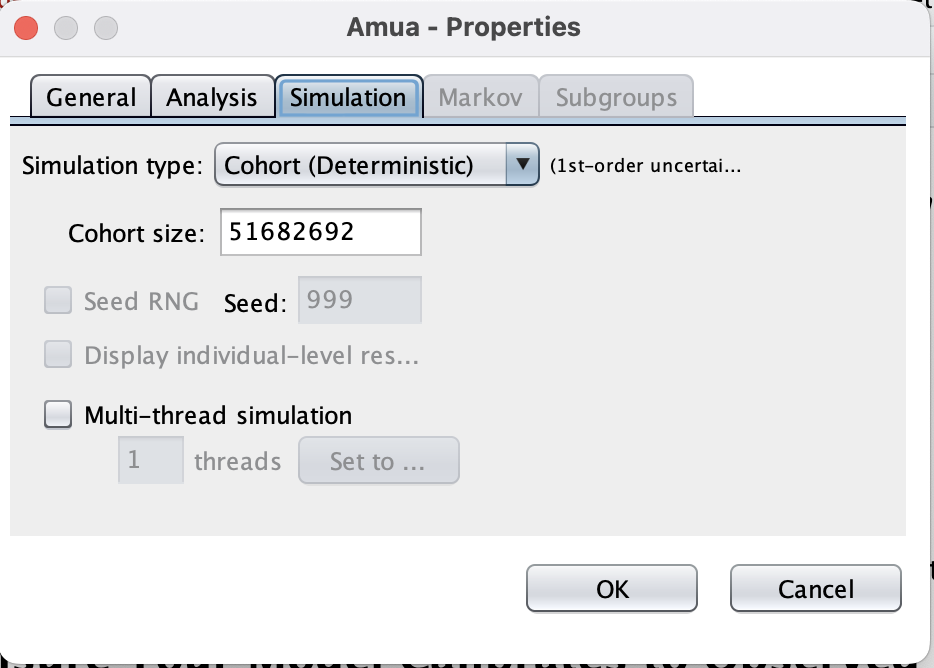 Amua - Properties
General Analysis Simulation Markov Subgroups
Simulation type: Cohort (Deterministic) (1st-order uncertai...
Cohort size: 51682692
Seed RNG Seed: 999
Display individual-level res...
Multi-thread simulation
1 threads Set to ...
OK Cancel